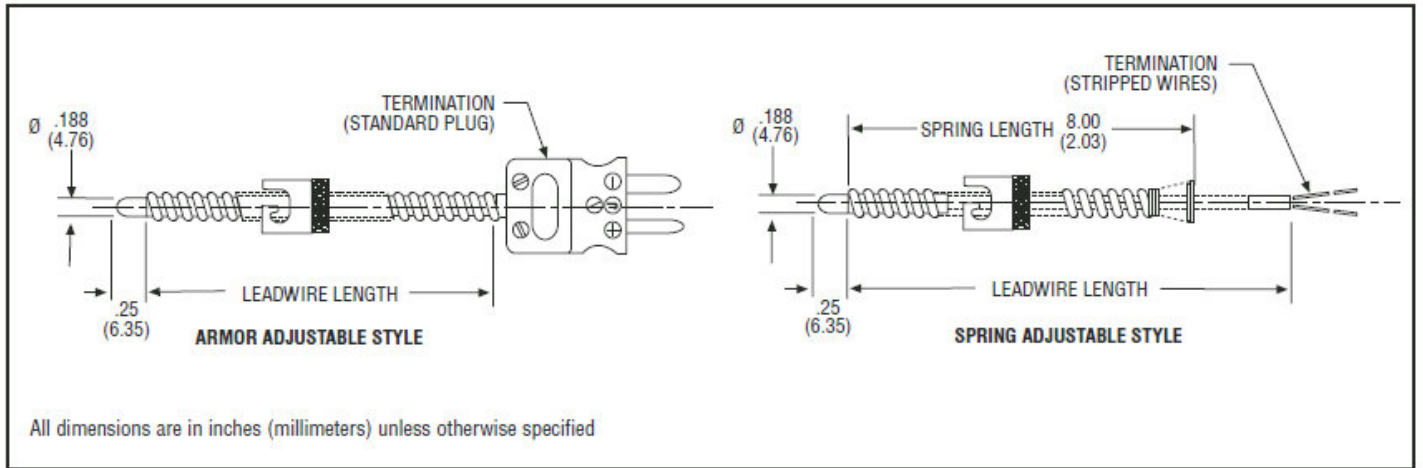 TERMINATION
(STANDARD PLUG)
Ø .188
(4.76)
.25
(6.35)
LEADWIRE LENGTH
ARMOR ADJUSTABLE STYLE
TERMINATION
(STRIPPED WIRES)
Ø .188
(4.76)
SPRING LENGTH 8.00
(2.03)
.25
(6.35)
LEADWIRE LENGTH
SPRING ADJUSTABLE STYLE
All dimensions are in inches (millimeters) unless otherwise specified